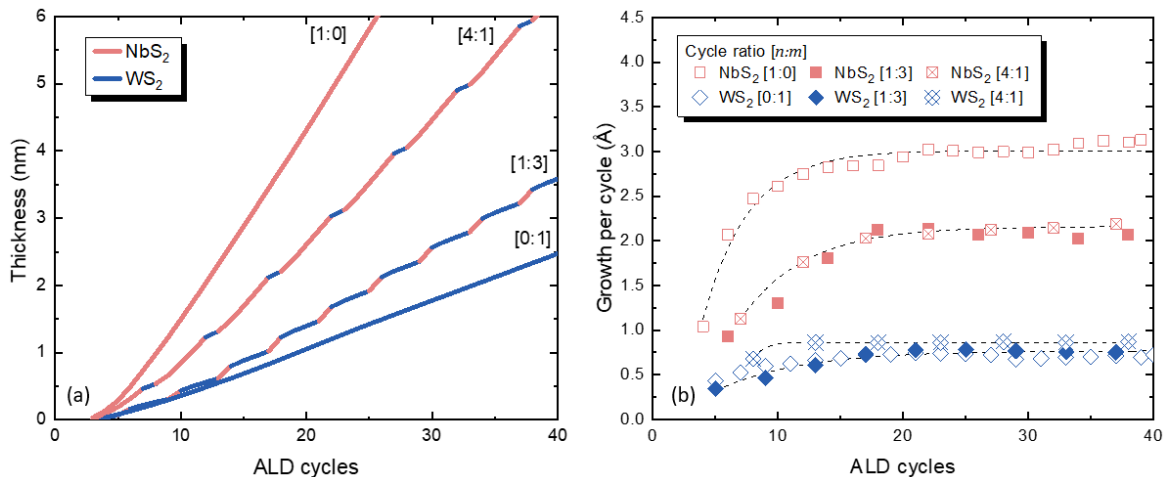 6
5
4
3
2
1
0
Thickness (nm)
NbS₂
WS₂
[1:0]
[4:1]
[1:3]
[0:1]
(a)
0 10 20 30 40
ALD cycles
4.5
4.0
3.5
3.0
2.5
2.0
1.5
1.0
0.5
0.0
Growth per cycle (Å)
Cycle ratio [n:m]
NbS₂ [1:0] NbS₂ [1:3] NbS₂ [4:1]
WS₂ [0:1] WS₂ [1:3] WS₂ [4:1]
(b)
0 10 20 30 40
ALD cycles